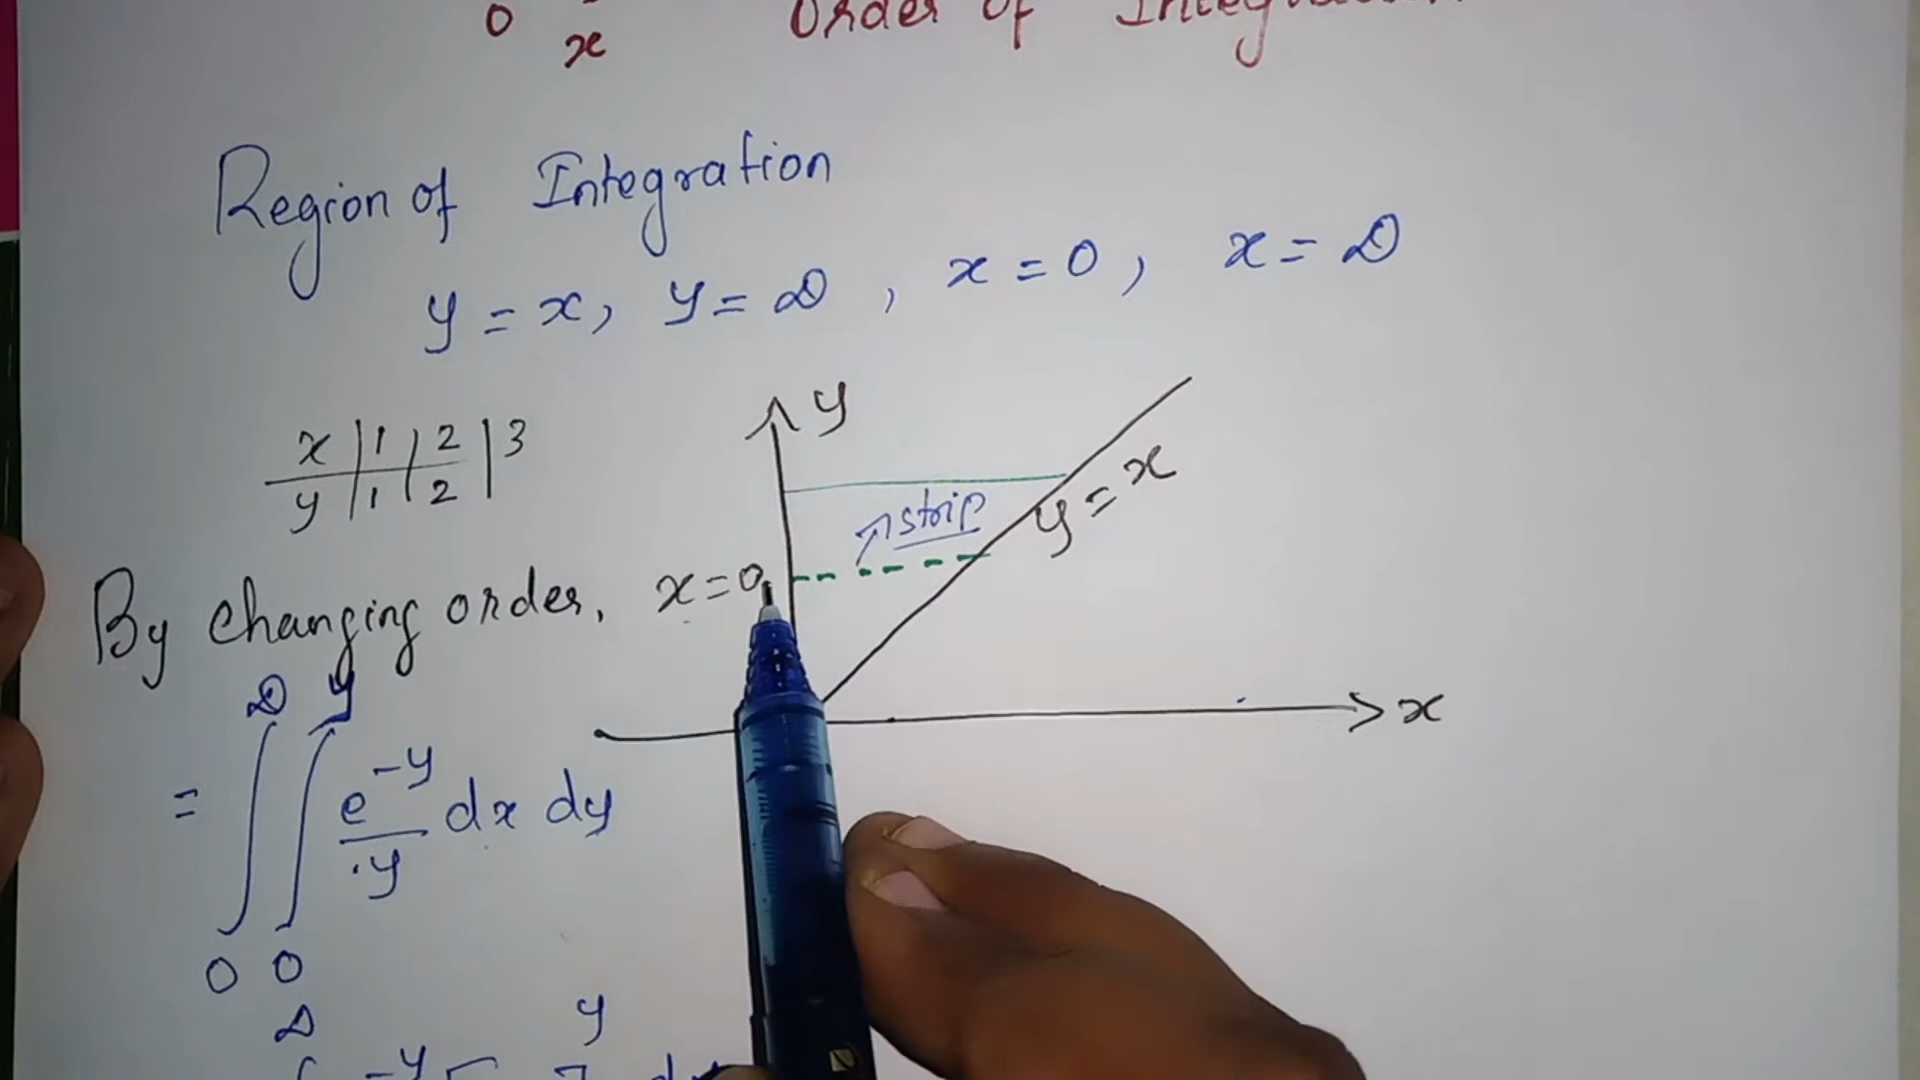 0 x Order of Integration
Region of Integration
y = x, y = ∞, x = 0, x = ∞
y
x | 1 | 2 | 3
y | 1 | 2 |
strip
y = x
By changing order, x = 0
x
∞ y
= ∫ ∫ e^-y / y dx dy
0 0
∞ y